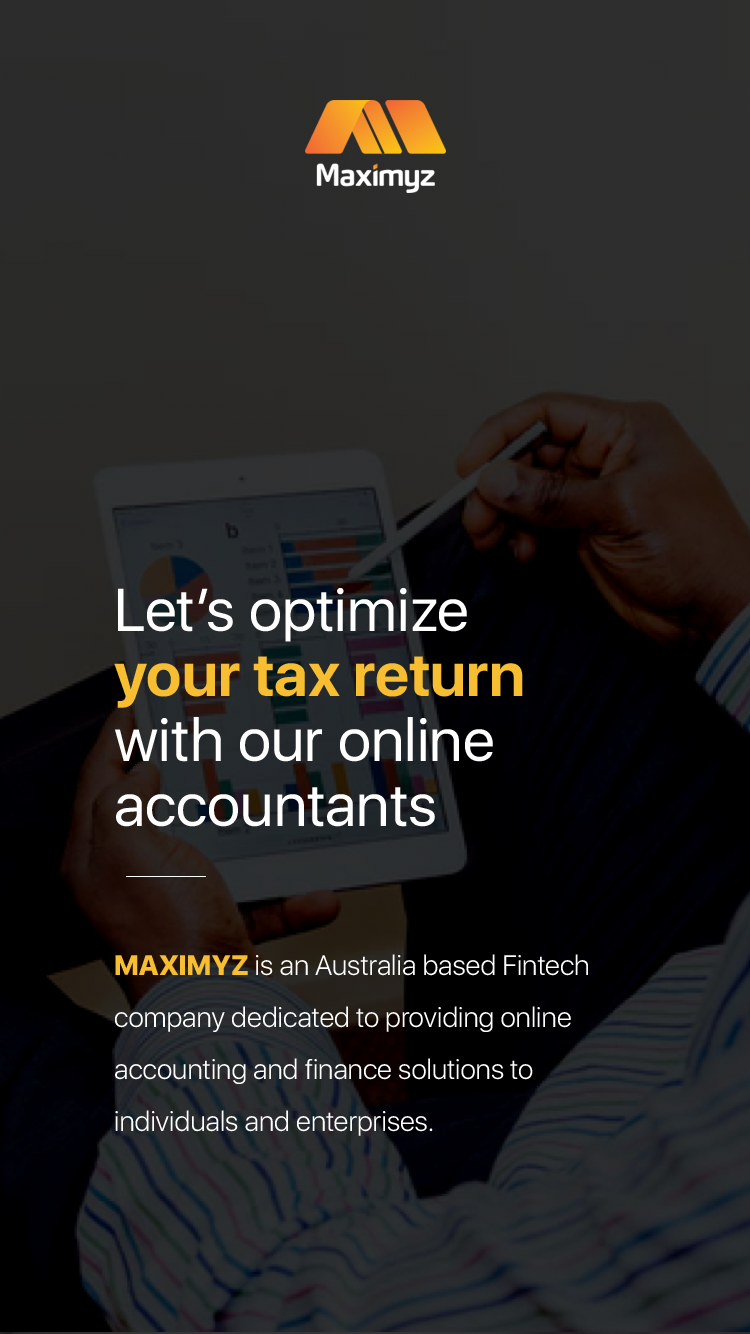 Maximyz
Let’s optimize
your tax return
with our online
accountants
MAXIMYZ is an Australia based Fintech
company dedicated to providing online
accounting and finance solutions to
individuals and enterprises.